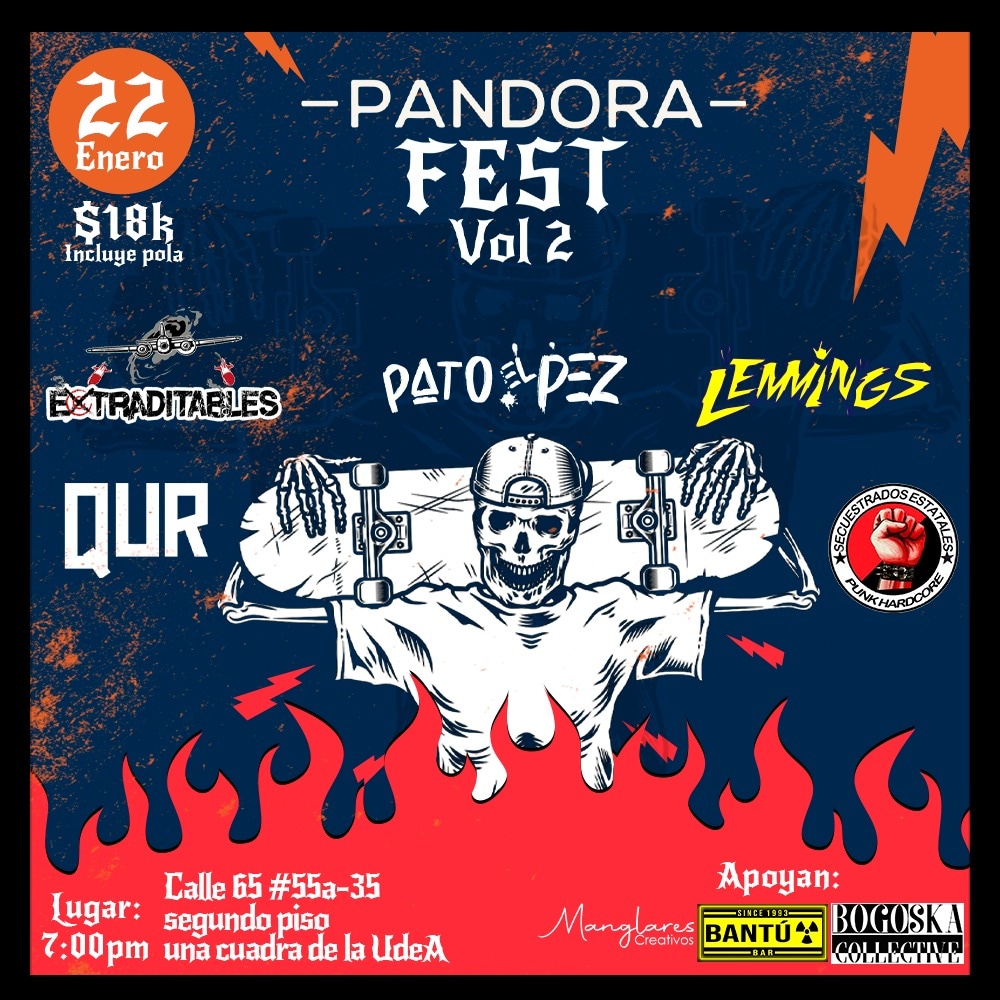 22
Enero
$18k
Incluye pola
-PANDORA-
FEST
Vol 2
EXTRADITABLES
PATO EL PEZ
LEMMINGS
QUR
SECUESTRADOS ESTATALES
PUNK HARDCORE
Lugar:
7:00pm
Calle 65 #55a-35
segundo piso
una cuadra de la UdeA
Apoyan:
Manglares
Creativos
SINCE 1993
BANTÚ
BAR
BOGOSKA
COLLECTIVE